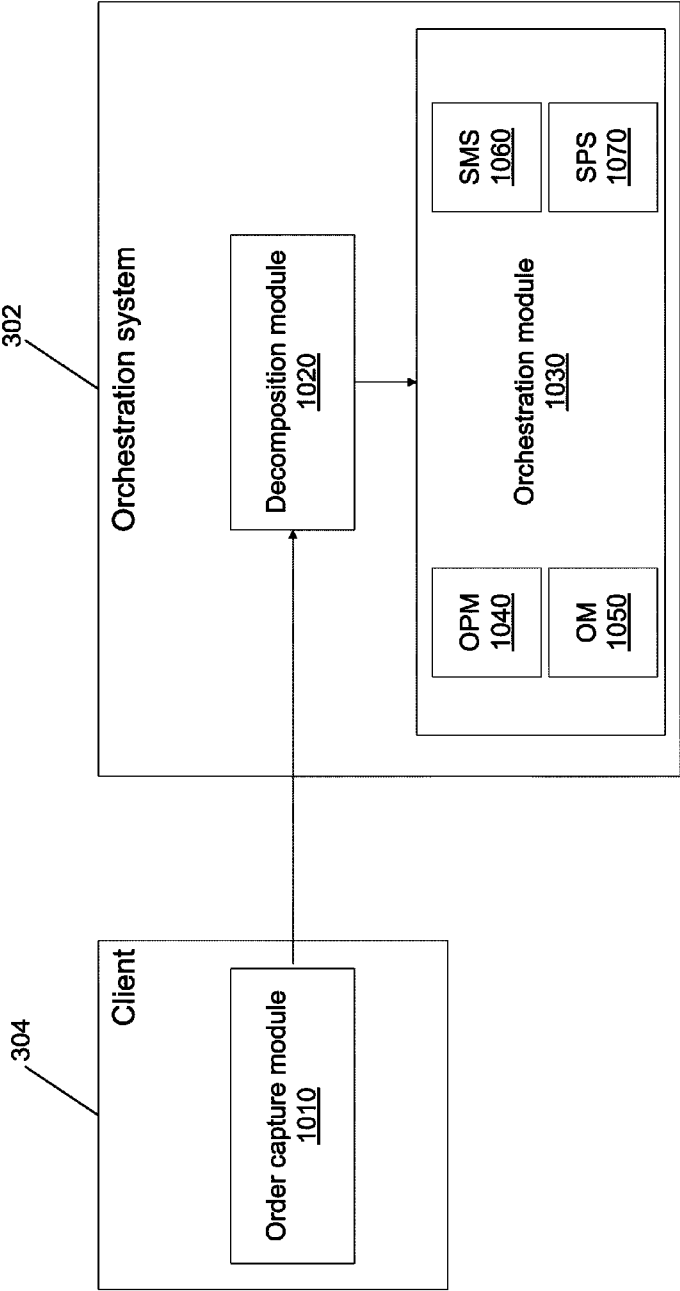 304
Client
Order capture module
1010
302
Orchestration system
Decomposition module
1020
OPM
1040
OM
1050
Orchestration module
1030
SMS
1060
SPS
1070